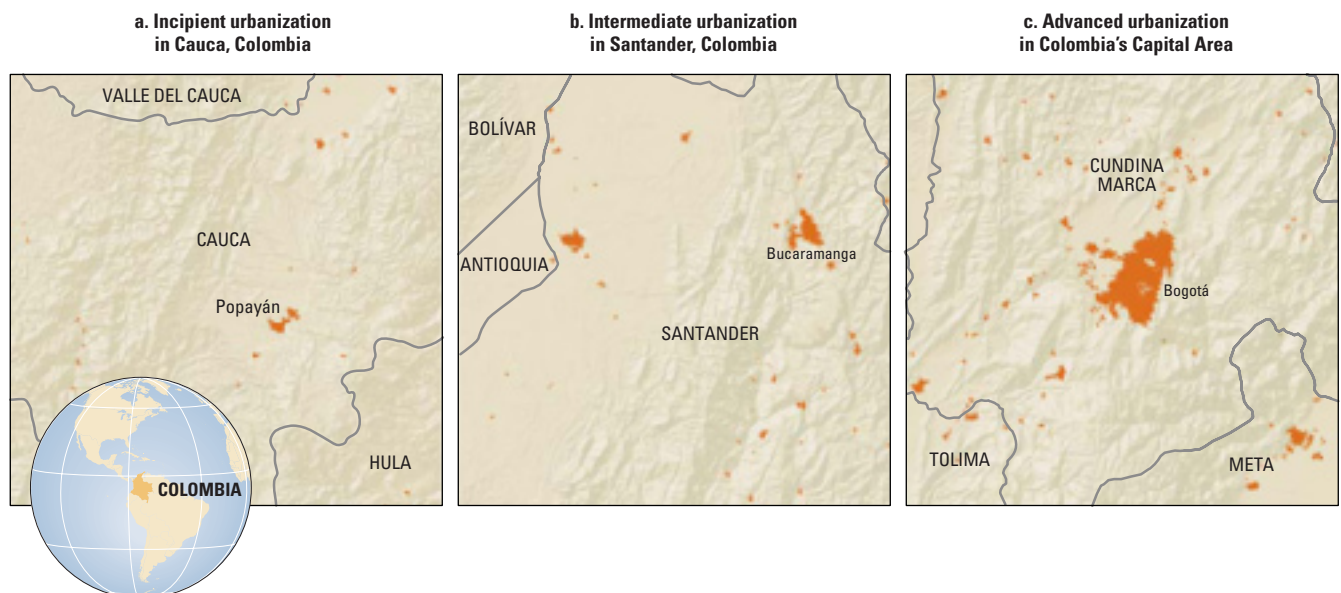 a. Incipient urbanization
in Cauca, Colombia
b. Intermediate urbanization
in Santander, Colombia
c. Advanced urbanization
in Colombia's Capital Area
VALLE DEL CAUCA
CAUCA
Popayán
HULA
COLOMBIA
BOLÍVAR
ANTIOQUIA
Bucaramanga
SANTANDER
CUNDINA
MARCA
Bogotá
TOLIMA
META